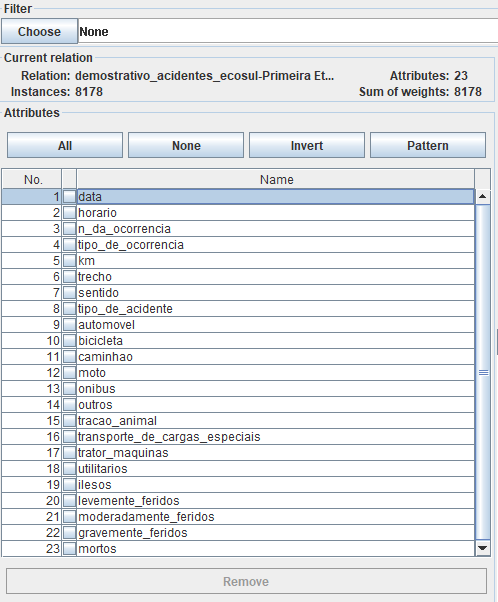 Filter
Choose None
Current relation
Relation: demostrativo_acidentes_ecosul-Primeira Et... Attributes: 23
Instances: 8178 Sum of weights: 8178
Attributes
All None Invert Pattern
No. Name
1 data
2 horario
3 n_da_ocorrencia
4 tipo_de_ocorrencia
5 km
6 trecho
7 sentido
8 tipo_de_acidente
9 automovel
10 bicicleta
11 caminhao
12 moto
13 onibus
14 outros
15 tracao_animal
16 transporte_de_cargas_especiais
17 trator_maquinas
18 utilitarios
19 ilesos
20 levemente_feridos
21 moderadamente_feridos
22 gravemente_feridos
23 mortos
Remove